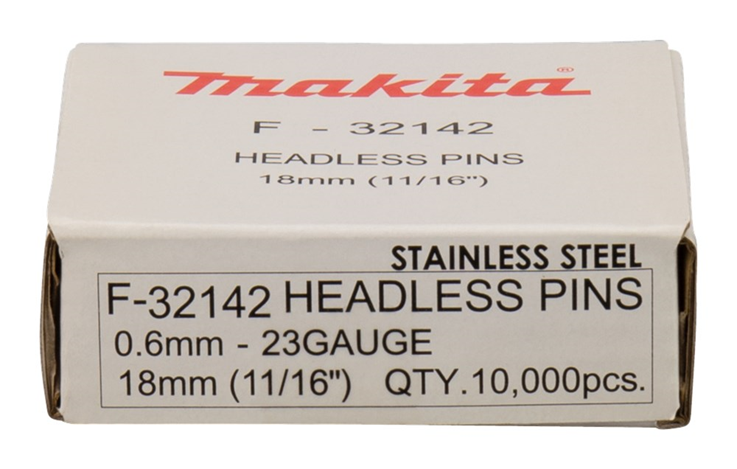 makita®
F - 32142
HEADLESS PINS
18mm (11/16")
STAINLESS STEEL
F-32142 HEADLESS PINS
0.6mm - 23GAUGE
18mm (11/16") QTY.10,000pcs.